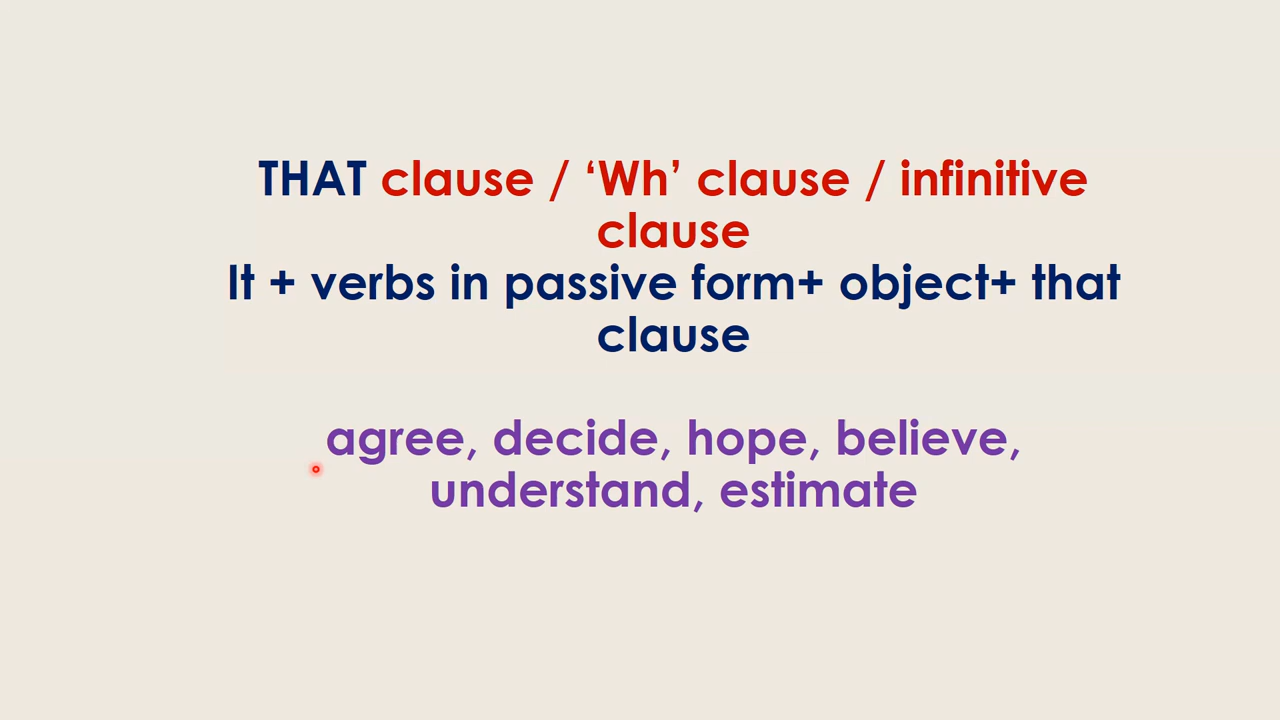 THAT clause / ‘Wh’ clause / infinitive
clause
It + verbs in passive form+ object+ that
clause
agree, decide, hope, believe,
understand, estimate